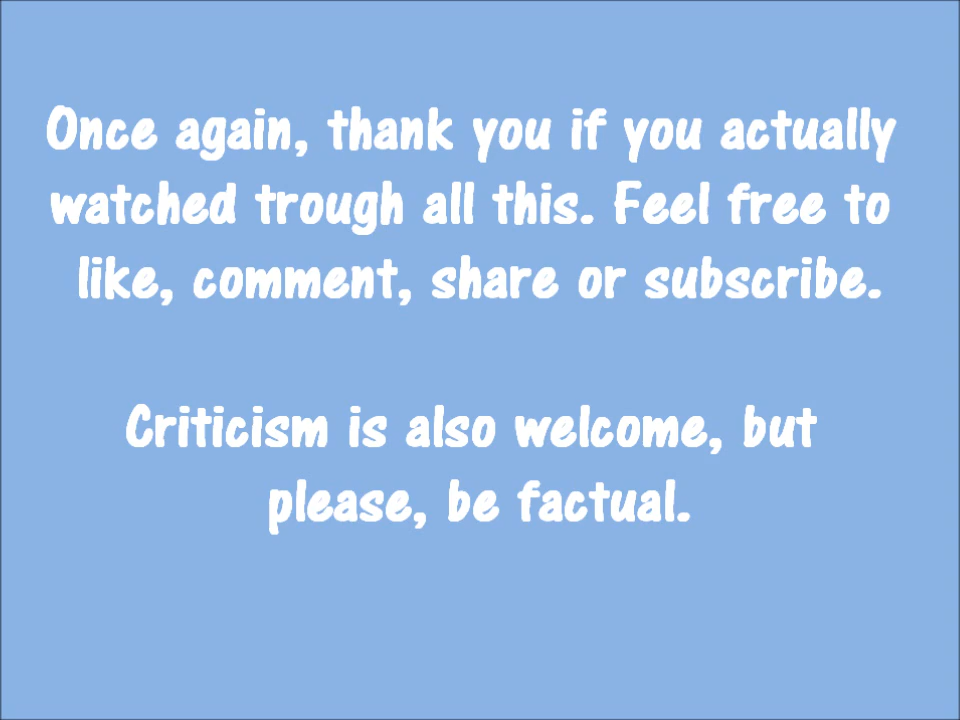 Once again, thank you if you actually
watched trough all this. Feel free to
like, comment, share or subscribe.
Criticism is also welcome, but
please, be factual.